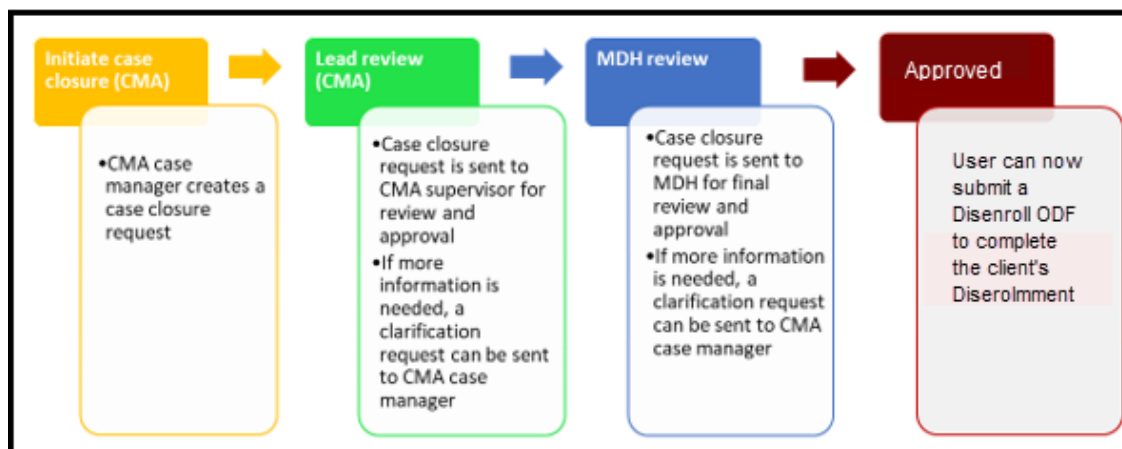 Initiate case
closure (CMA)
•CMA case
manager creates a
case closure
request
Lead review
(CMA)
•Case closure
request is sent to
CMA supervisor for
review and
approval
•If more
information is
needed, a
clarification
request can be sent
to CMA case
manager
MDH review
•Case closure
request is sent to
MDH for final
review and
approval
•If more information
is needed, a
clarification request
can be sent to CMA
case manager
Approved
User can now
submit a
Disenroll ODF
to complete
the client's
Diserolmment